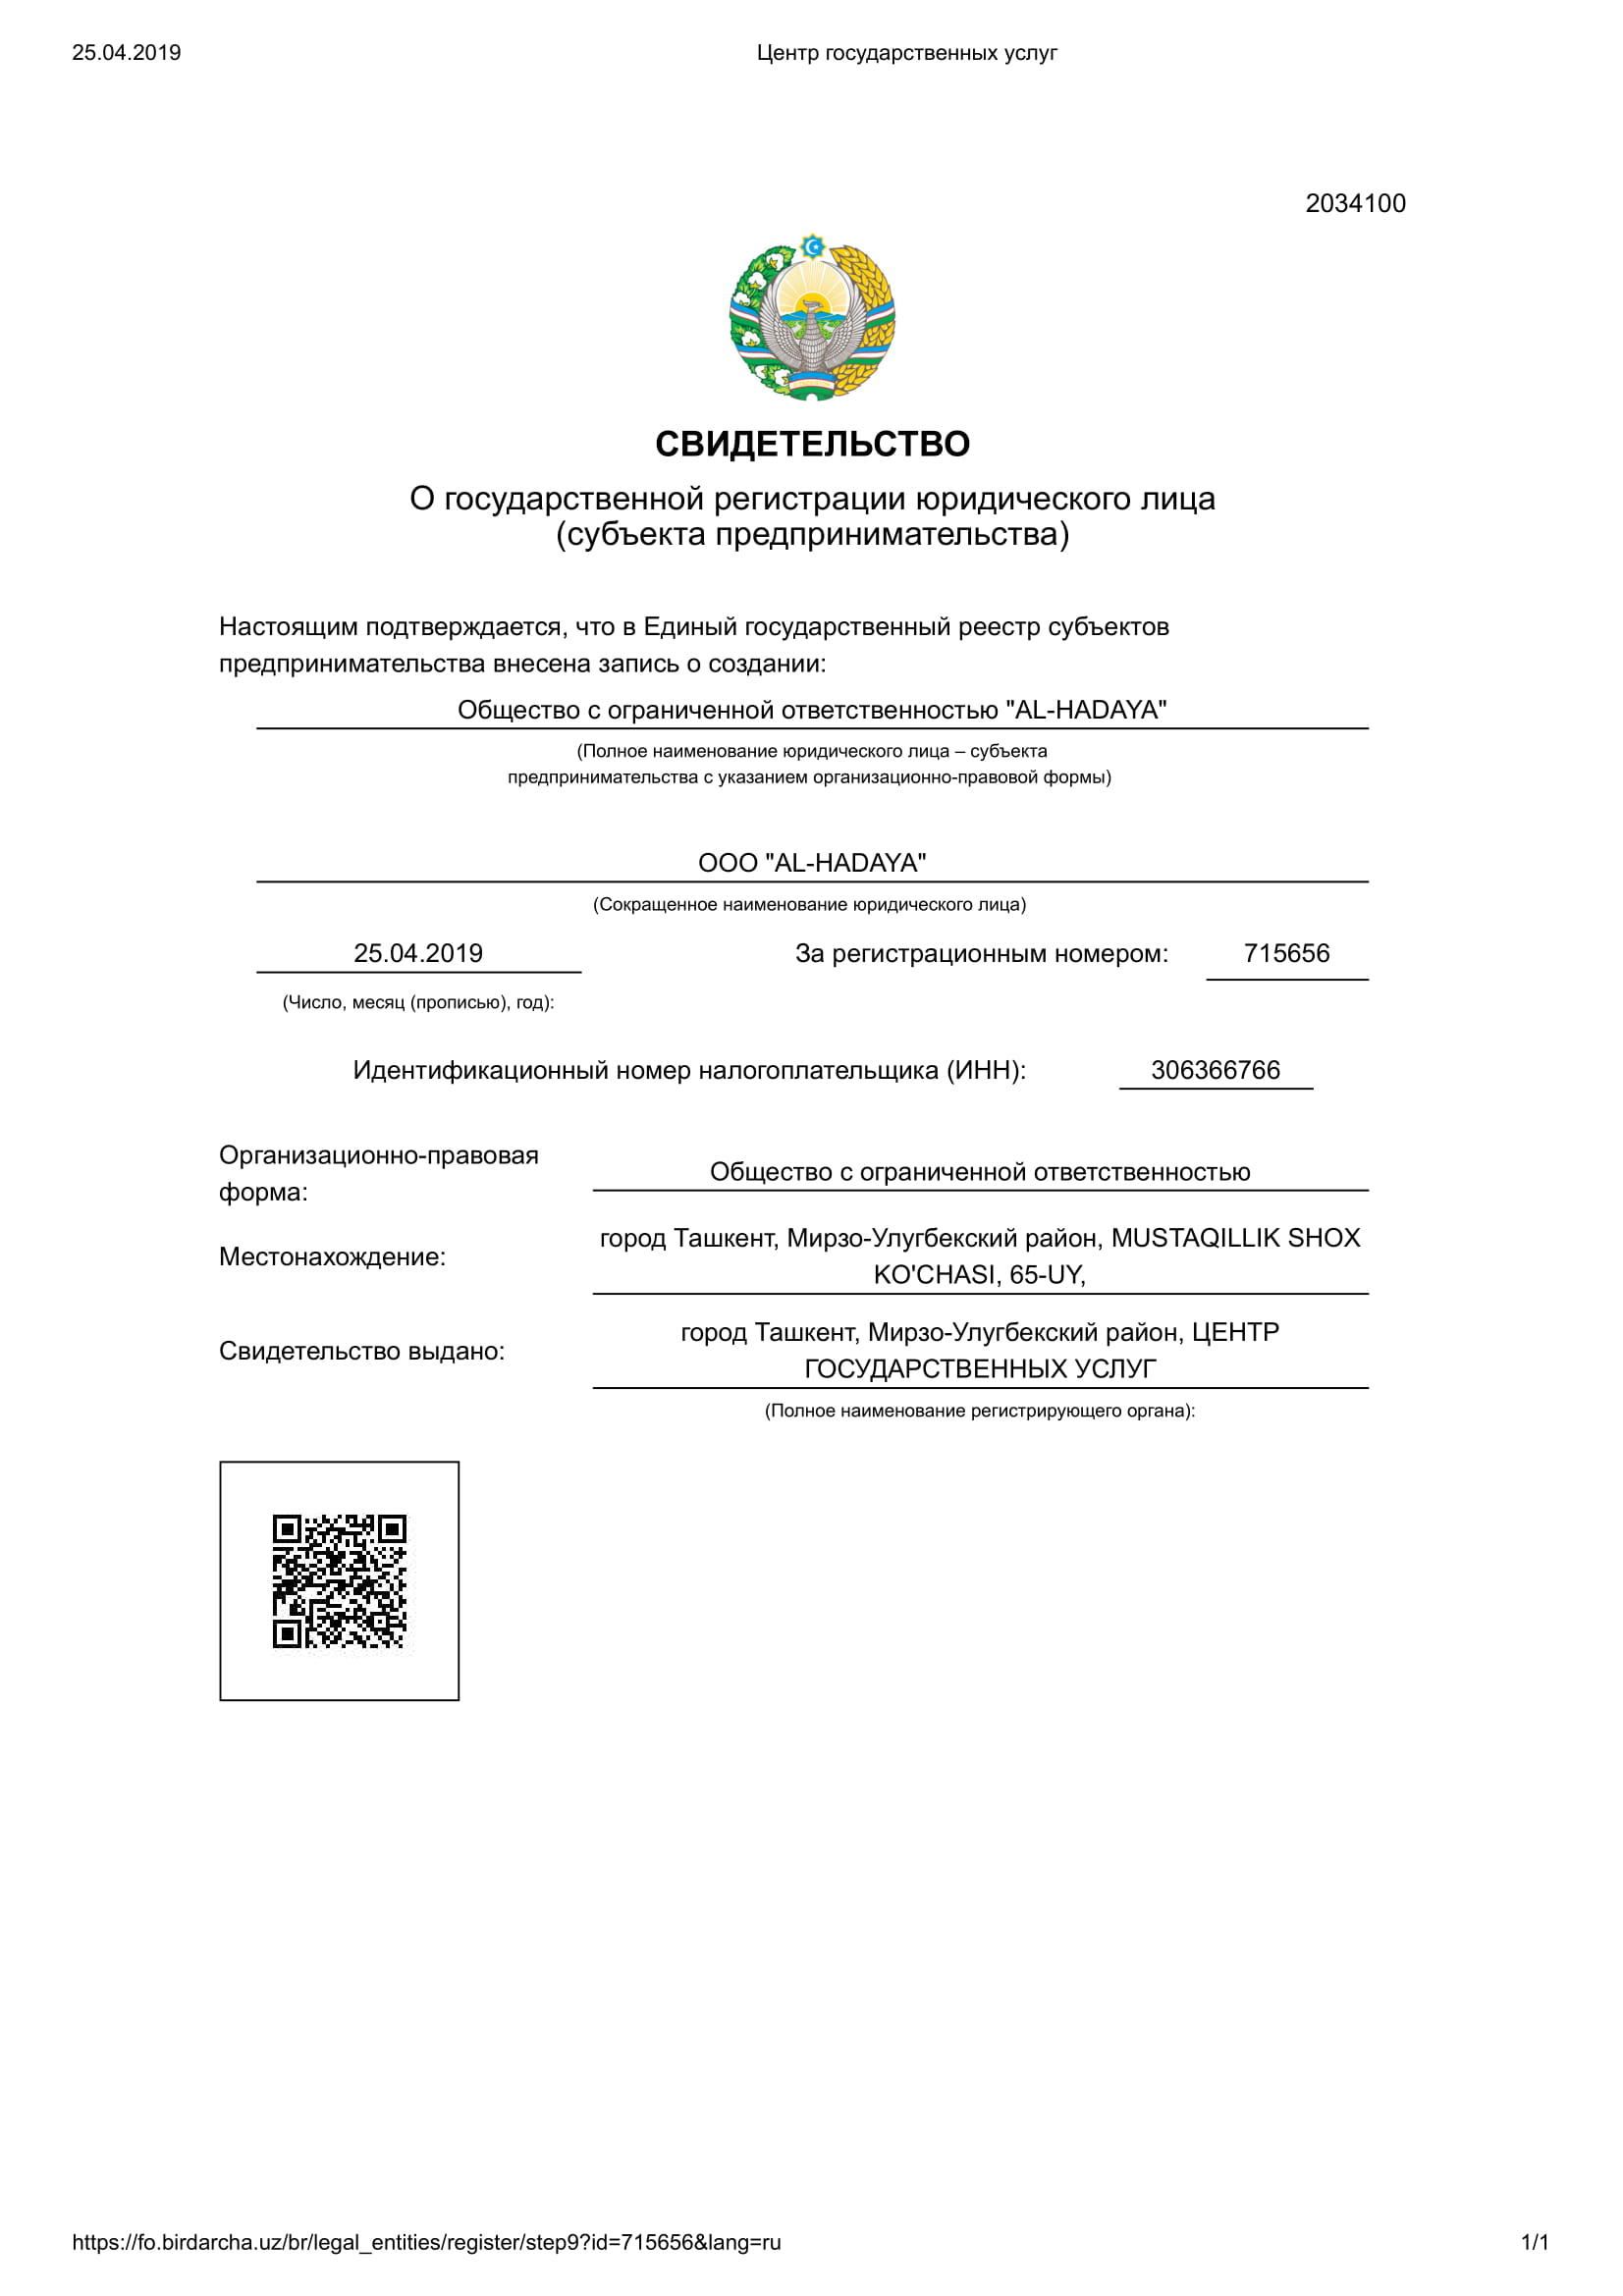 25.04.2019
Центр государственных услуг
2034100
СВИДЕТЕЛЬСТВО
О государственной регистрации юридического лица
(субъекта предпринимательства)
Настоящим подтверждается, что в Единый государственный реестр субъектов
предпринимательства внесена запись о создании:
Общество с ограниченной ответственностью "AL-HADAYA"
(Полное наименование юридического лица – субъекта
предпринимательства с указанием организационно-правовой формы)
ООО "AL-HADAYA"
(Сокращенное наименование юридического лица)
25.04.2019
За регистрационным номером: 715656
(Число, месяц (прописью), год):
Идентификационный номер налогоплательщика (ИНН): 306366766
Организационно-правовая
форма:
Общество с ограниченной ответственностью
Местонахождение:
город Ташкент, Мирзо-Улугбекский район, MUSTAQILLIK SHOX
KO'CHASI, 65-UY,
Свидетельство выдано:
город Ташкент, Мирзо-Улугбекский район, ЦЕНТР
ГОСУДАРСТВЕННЫХ УСЛУГ
(Полное наименование регистрирующего органа):
https://fo.birdarcha.uz/br/legal_entities/register/step9?id=715656&lang=ru
1/1